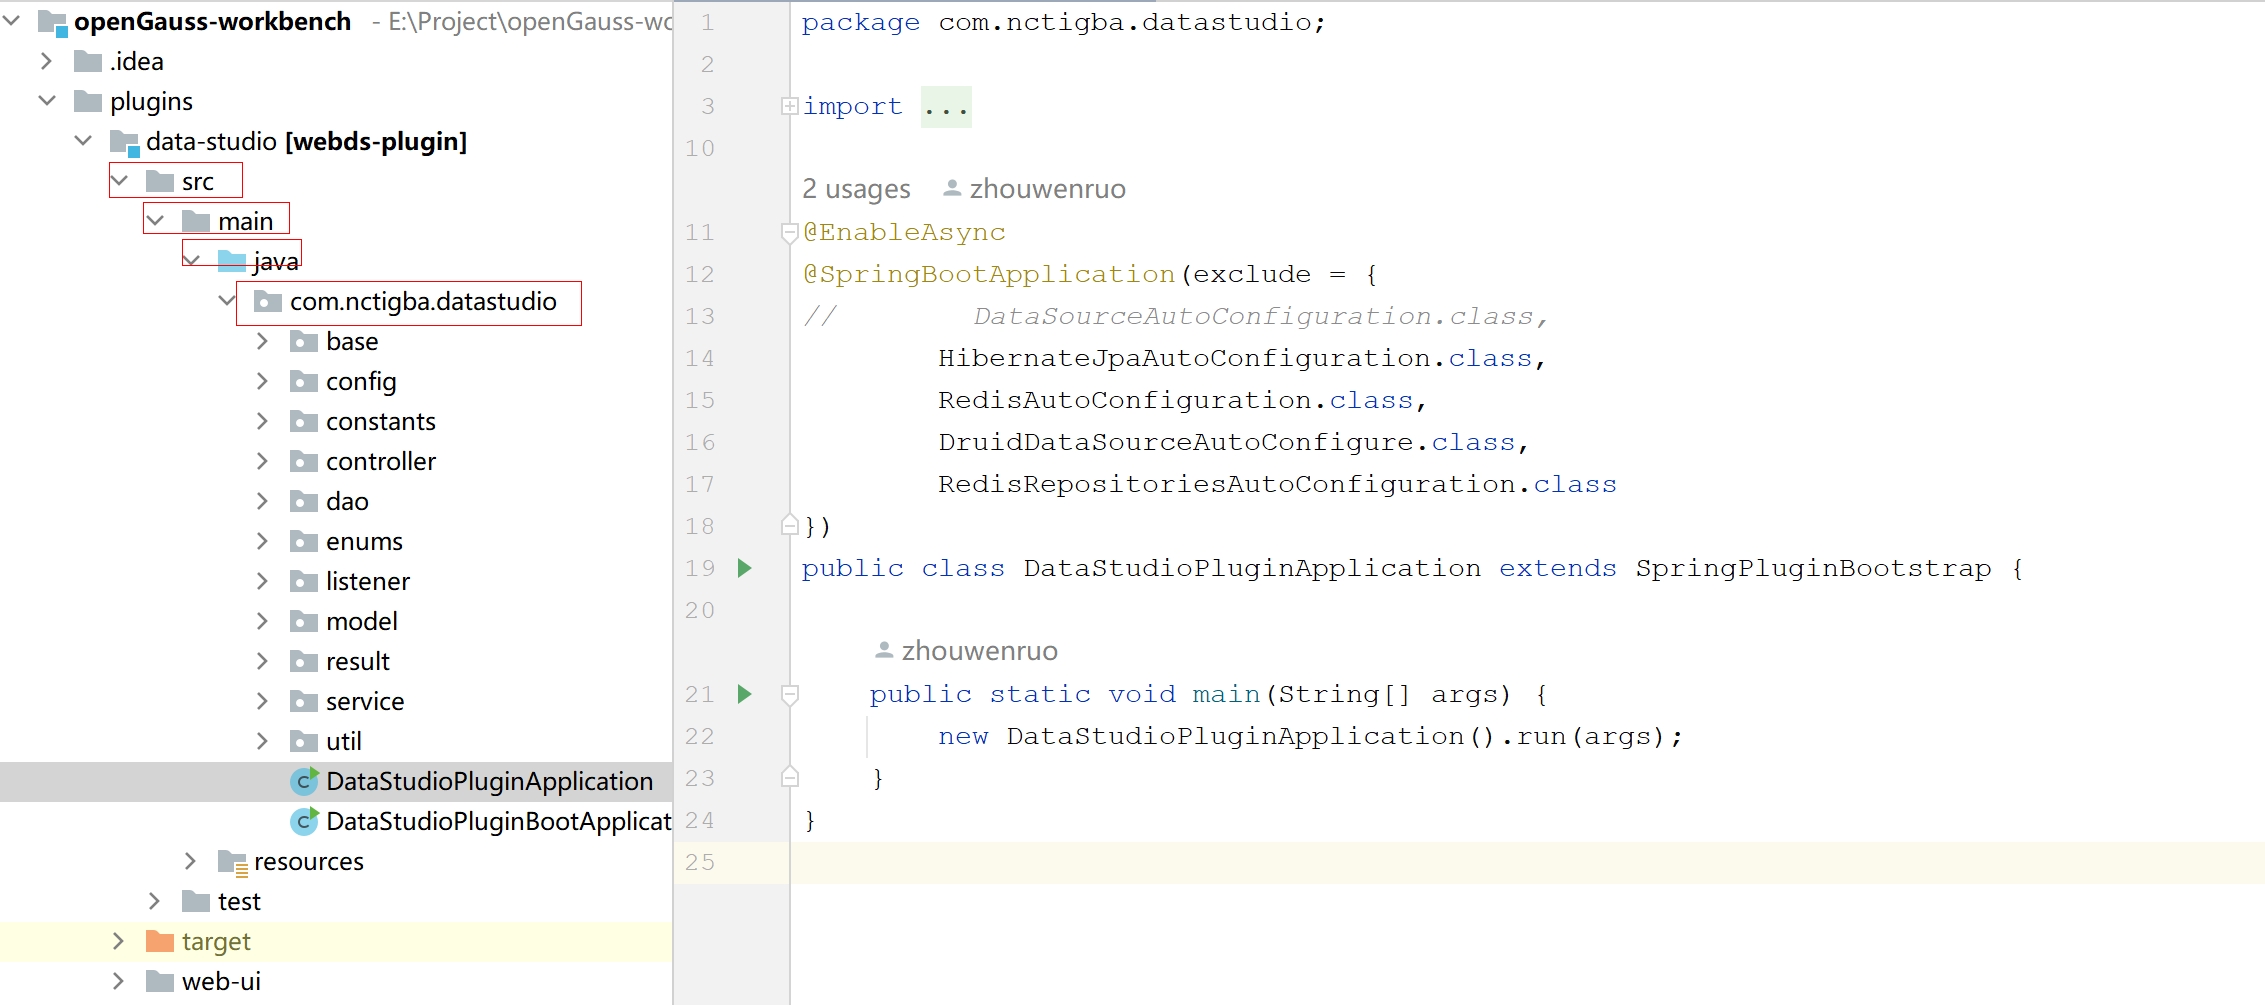 openGauss-workbench - E:\Project\openGauss-wo
.idea
plugins
data-studio [webds-plugin]
src
main
java
com.nctigba.datastudio
base
config
constants
controller
dao
enums
listener
model
result
service
util
DataStudioPluginApplication
DataStudioPluginBootApplicat
resources
test
target
web-ui
1 package com.nctigba.datastudio;
2
3 import ...
10
2 usages zhouwenruo
11 @EnableAsync
12 @SpringBootApplication(exclude = {
13 // DataSourceAutoConfiguration.class,
14 HibernateJpaAutoConfiguration.class,
15 RedisAutoConfiguration.class,
16 DruidDataSourceAutoConfigure.class,
17 RedisRepositoriesAutoConfiguration.class
18 })
19 public class DataStudioPluginApplication extends SpringPluginBootstrap {
20
zhouwenruo
21 public static void main(String[] args) {
22 new DataStudioPluginApplication().run(args);
23 }
24 }
25